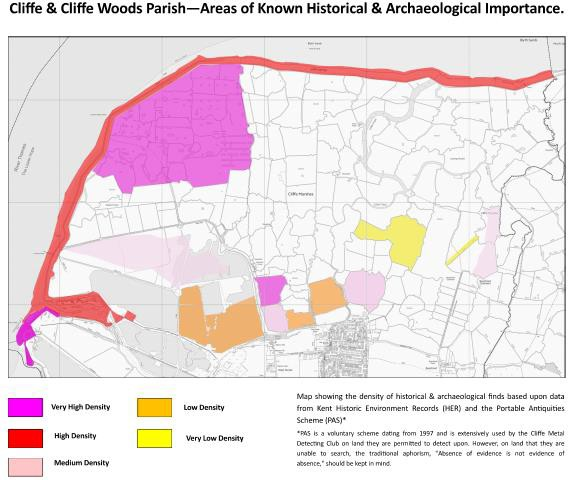 Cliffe & Cliffe Woods Parish—Areas of Known Historical & Archaeological Importance.
River Thames
Cliffe Marshes
Very High Density
High Density
Medium Density
Low Density
Very Low Density
Map showing the density of historical & archaeological finds based upon data
from Kent Historic Environment Records (HER) and the Portable Antiquities
Scheme (PAS)*
*PAS is a voluntary scheme dating from 1997 and is extensively used by the Cliffe Metal
Detecting Club on land they are permitted to detect upon. However, on land that they are
unable to search, the traditional aphorism, "Absence of evidence is not evidence of
absence," should be kept in mind.